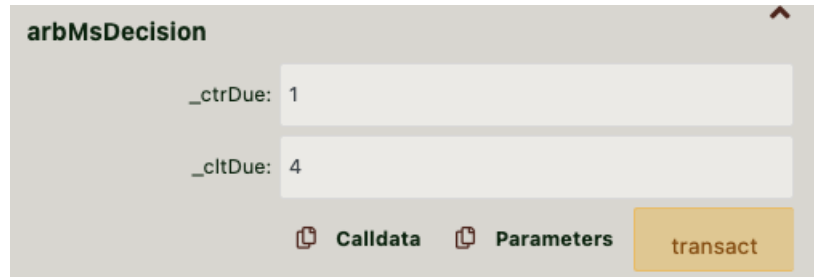 arbMsDecision
_ctrDue: 1
_cltDue: 4
Calldata Parameters transact